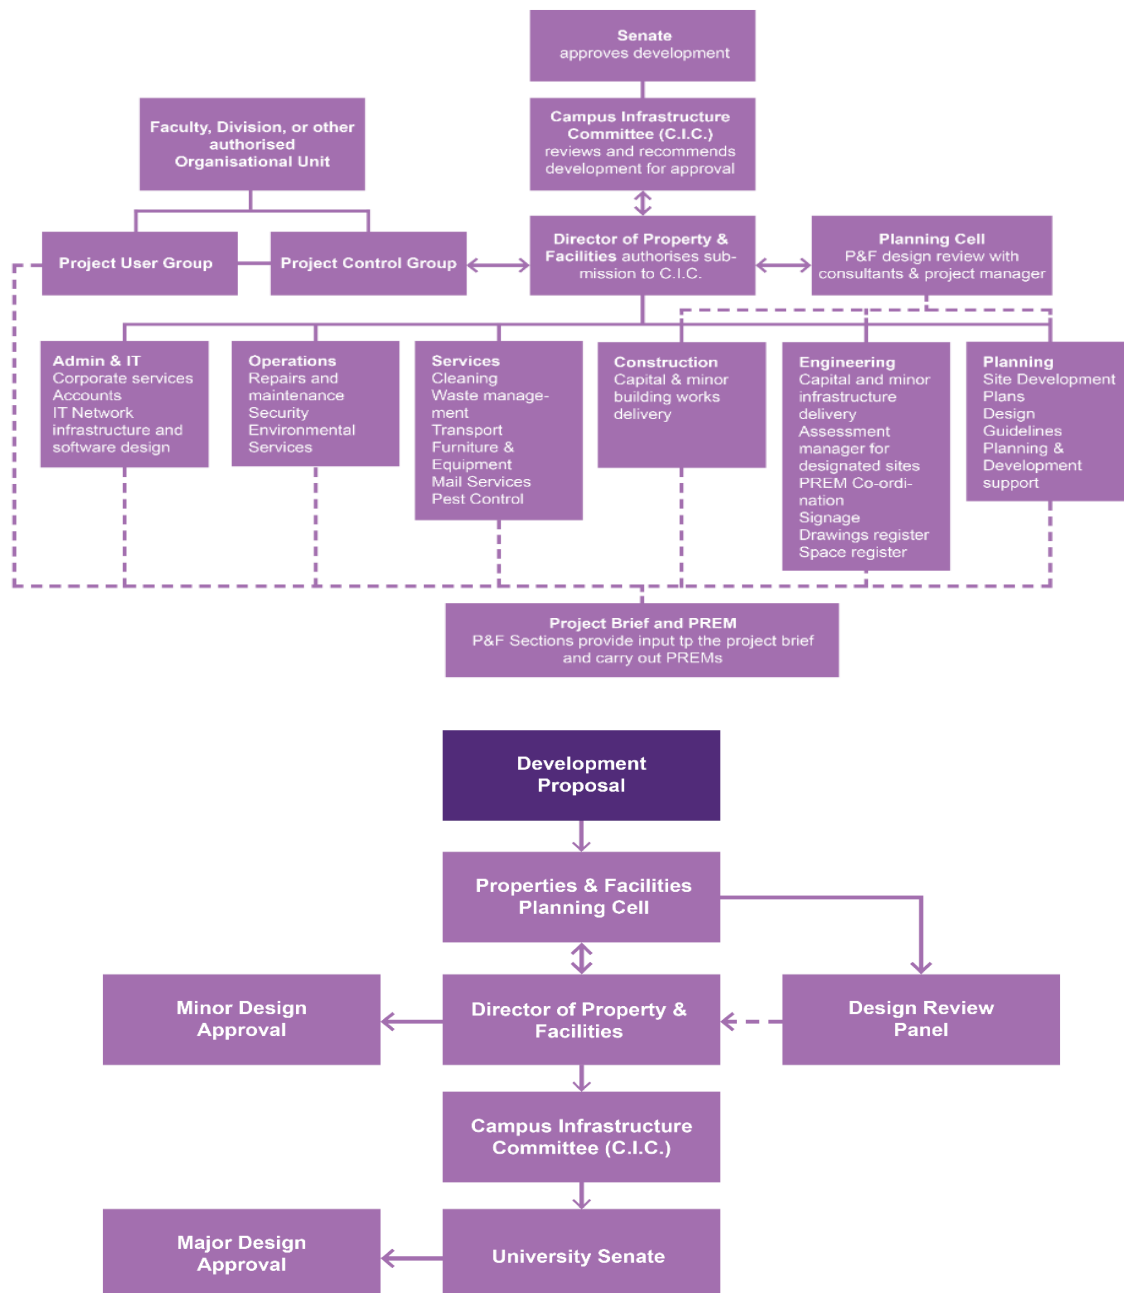 Senate
approves development
Campus Infrastructure
Committee (C.I.C.)
reviews and recommends
development for approval
Faculty, Division, or other
authorised
Organisational Unit
Project User Group
Project Control Group
Director of Property &
Facilities authorises sub-
mission to C.I.C.
Planning Cell
P&F design review with
consultants & project manager
Admin & IT
Corporate services
Accounts
IT Network
infrastructure and
software design
Operations
Repairs and
maintenance
Security
Environmental
Services
Services
Cleaning
Waste manage-
ment
Transport
Furniture &
Equipment
Mail Services
Pest Control
Construction
Capital & minor
building works
delivery
Engineering
Capital and minor
infrastructure
delivery
Assessment
manager for
designated sites
PREM Co-ordi-
nation
Signage
Drawings register
Space register
Planning
Site Development
Plans
Design
Guidelines
Planning &
Development
support
Project Brief and PREM
P&F Sections provide input tp the project brief
and carry out PREMs
Development
Proposal
Properties & Facilities
Planning Cell
Minor Design
Approval
Director of Property &
Facilities
Design Review
Panel
Campus Infrastructure
Committee (C.I.C.)
Major Design
Approval
University Senate